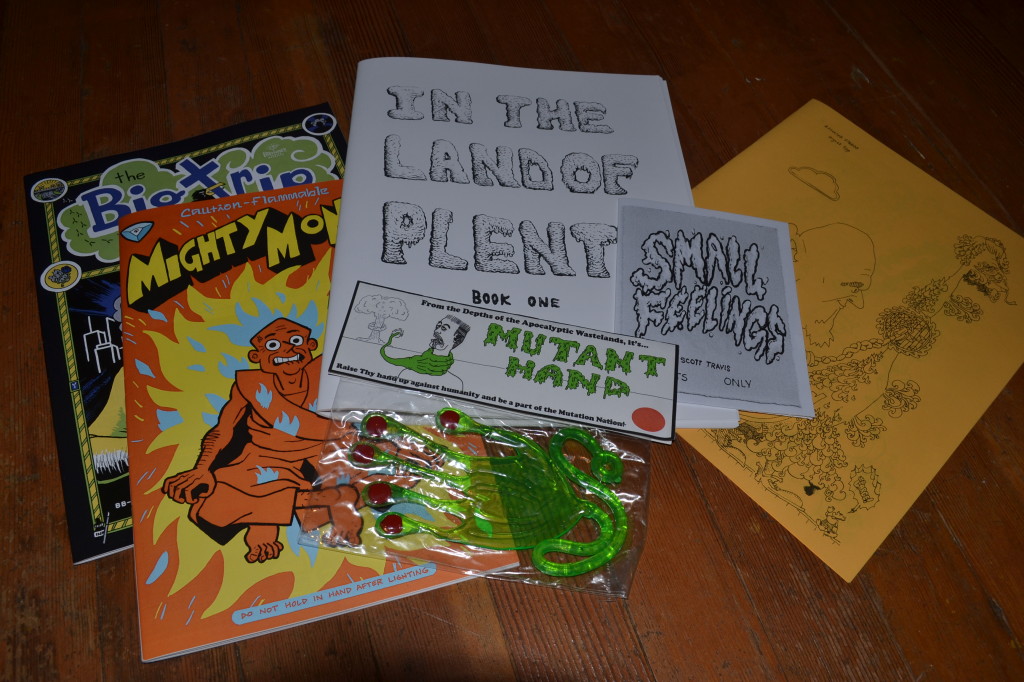 the
Big Trip
Caution-Flammable
MIGHTY MON
DO NOT HOLD IN HAND AFTER LIGHTING
IN THE
LAND OF
PLENT
BOOK ONE
From the Depths of the Apocalyptic Wastelands, it's...
MUTANT
HAND
Raise Thy hand up against humanity and be a part of the Mutation Nation!
SMALL
FEELINGS
SCOTT TRAVIS
ONLY